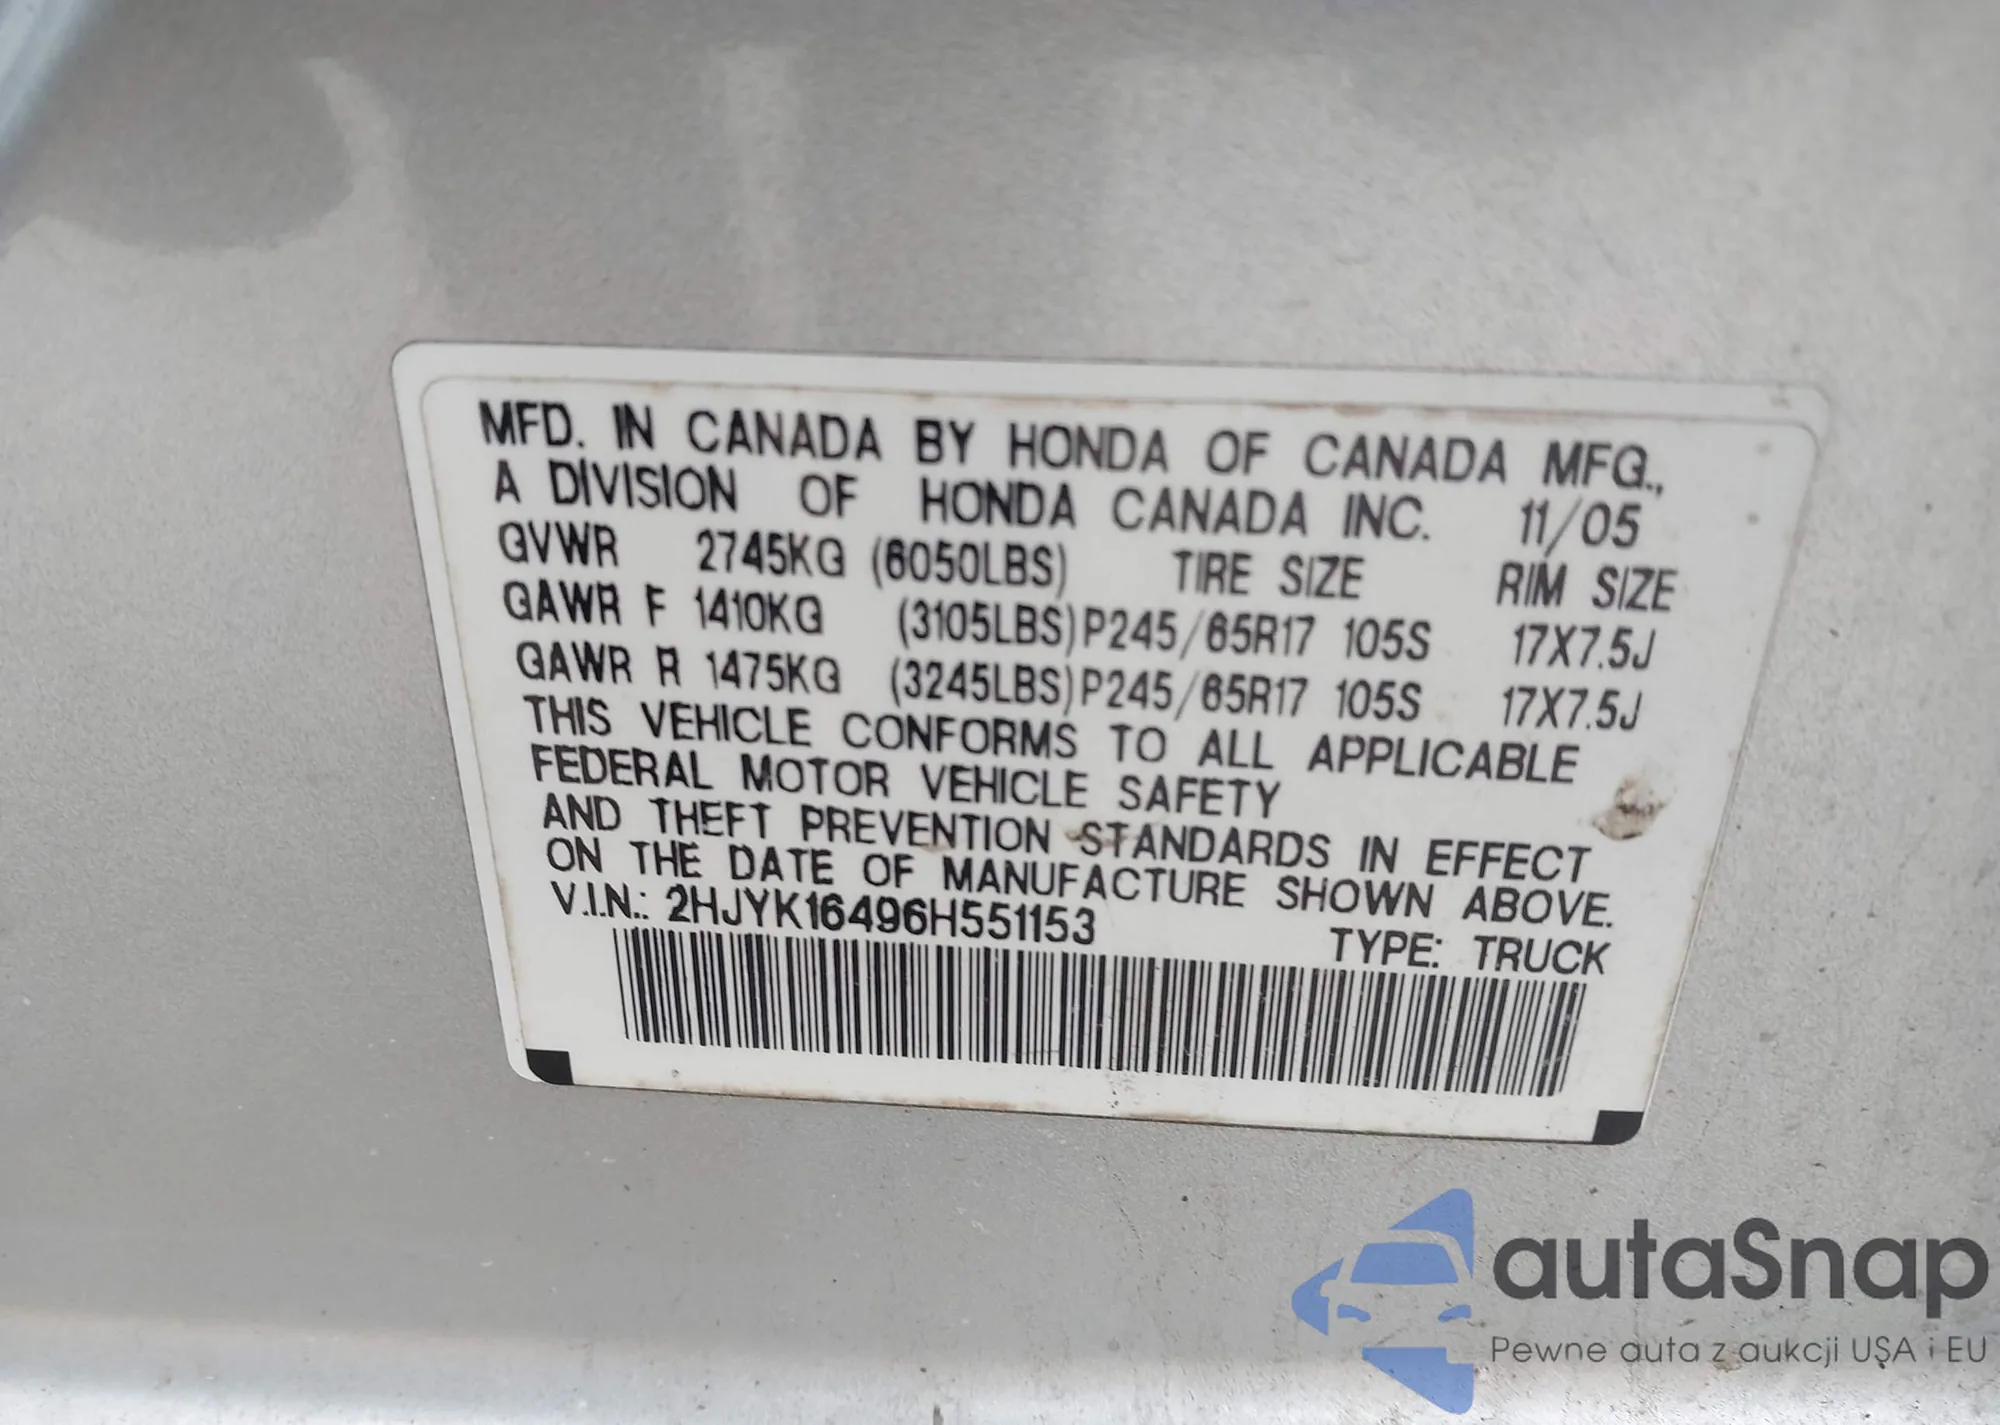 MFD. IN CANADA BY HONDA OF CANADA MFG.,
A DIVISION OF HONDA CANADA INC. 11/05
GVWR 2745KG (6050LBS) TIRE SIZE RIM SIZE
GAWR F 1410KG (3105LBS) P245/65R17 105S 17X7.5J
GAWR R 1475KG (3245LBS) P245/65R17 105S 17X7.5J
THIS VEHICLE CONFORMS TO ALL APPLICABLE
FEDERAL MOTOR VEHICLE SAFETY
AND THEFT PREVENTION STANDARDS IN EFFECT
ON THE DATE OF MANUFACTURE SHOWN ABOVE.
V.I.N.: 2HJYK16496H551153
TYPE: TRUCK
autaSnap
Pewne auta z aukcji USA i EU